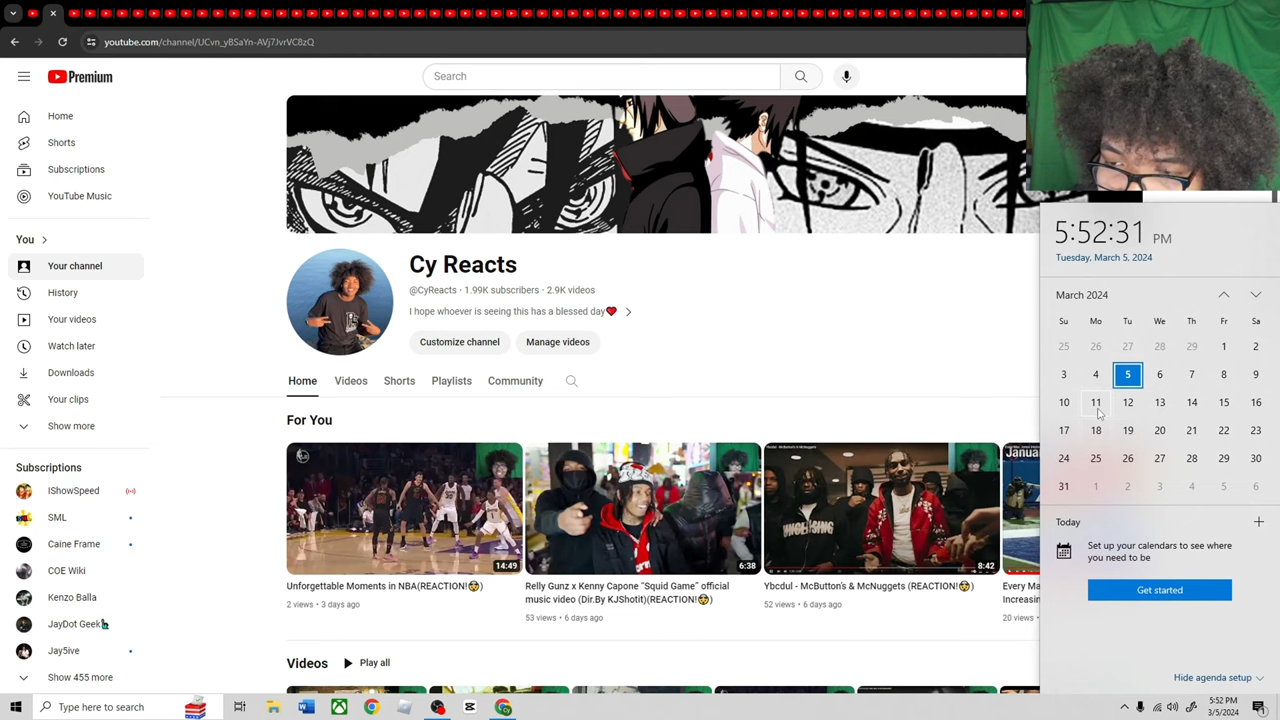 youtube.com/channel/UCvn_yBSaYn-AVj7JvrVC8zQ
Premium
Search
Home
Shorts
Subscriptions
YouTube Music
You
Your channel
History
Your videos
Watch later
Downloads
Your clips
Show more
Subscriptions
IShowSpeed
SML
Caine Frame
COE Wiki
Kenzo Balla
JayDot Geek
Jay5ive
Show 455 more
Cy Reacts
@CyReacts · 1.99K subscribers · 2.9K videos
I hope whoever is seeing this has a blessed day❤️
Customize channel
Manage videos
Home
Videos
Shorts
Playlists
Community
For You
14:49
6:38
8:42
Januar
Unforgettable Moments in NBA(REACTION!🤯)
2 views • 3 days ago
Relly Gunz x Kenny Capone “Squid Game” official
music video (Dir.By KJShotit)(REACTION!🤯)
53 views • 6 days ago
Ybcdul - McButton's & McNuggets (REACTION!🤯)
52 views • 6 days ago
Every Ma
Increasin
20 views
Videos
Play all
5:52:31 PM
Tuesday, March 5, 2024
March 2024
Su Mo Tu We Th Fr Sa
25 26 27 28 29 1 2
3 4 5 6 7 8 9
10 11 12 13 14 15 16
17 18 19 20 21 22 23
24 25 26 27 28 29 30
31 1 2 3 4 5 6
Today
Set up your calendars to see where
you need to be
Get started
Hide agenda setup
Type here to search
5:52 PM
3/5/2024